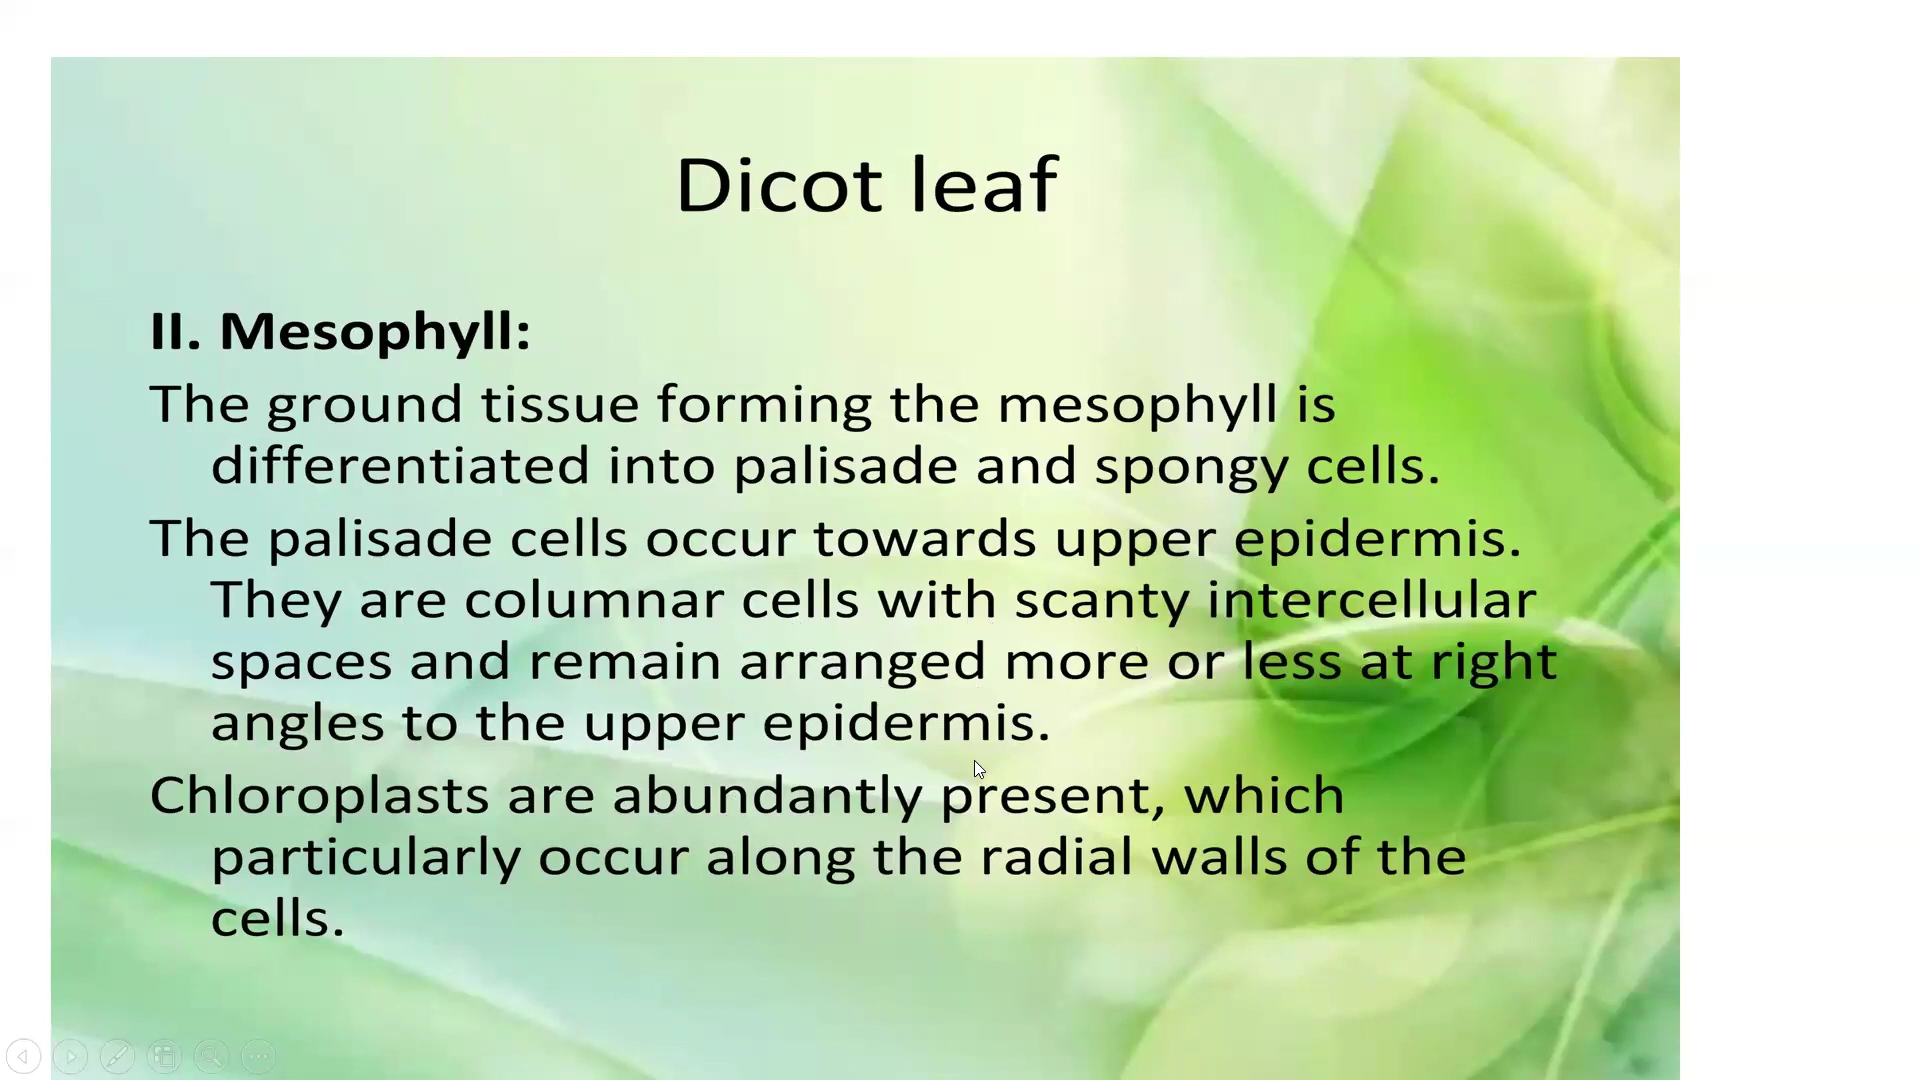 Dicot leaf
II. Mesophyll:
The ground tissue forming the mesophyll is
differentiated into palisade and spongy cells.
The palisade cells occur towards upper epidermis.
They are columnar cells with scanty intercellular
spaces and remain arranged more or less at right
angles to the upper epidermis.
Chloroplasts are abundantly present, which
particularly occur along the radial walls of the
cells.